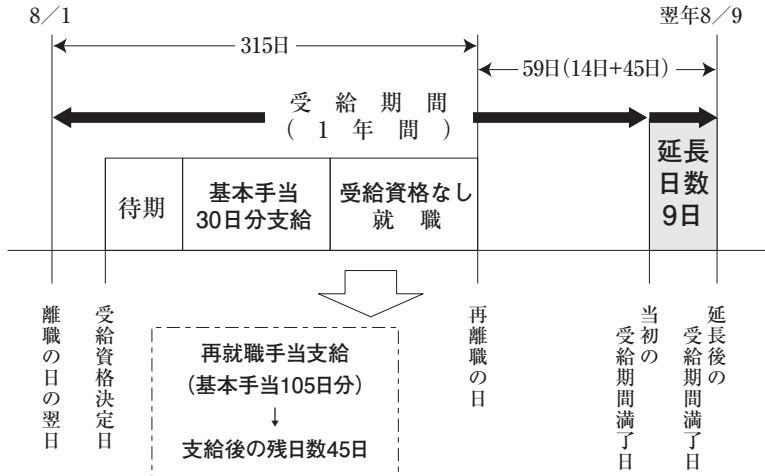 8／1
翌年8／9
315日
59日(14日+45日)
受給期間
(1年間)
延長
日数
9日
待期
基本手当
30日分支給
受給資格なし
就職
離職の日の翌日
受給資格決定日
再就職手当支給
(基本手当105日分)
↓
支給後の残日数45日
再離職の日
当初の
受給期間満了日
延長後の
受給期間満了日